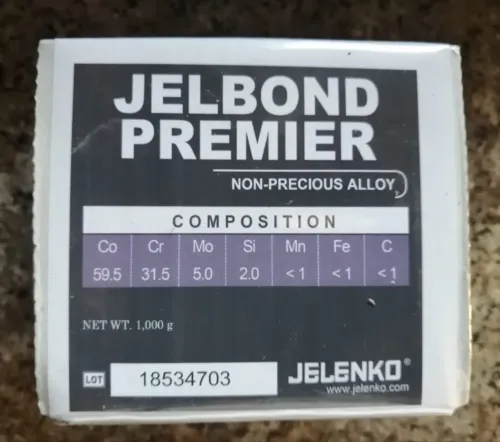 JELBOND
PREMIER
NON-PRECIOUS ALLOY
COMPOSITION
Co Cr Mo Si Mn Fe C
59.5 31.5 5.0 2.0 < 1 < 1 < 1
NET WT. 1,000 g
LOT 18534703 JELENKO®
www.jelenko.com